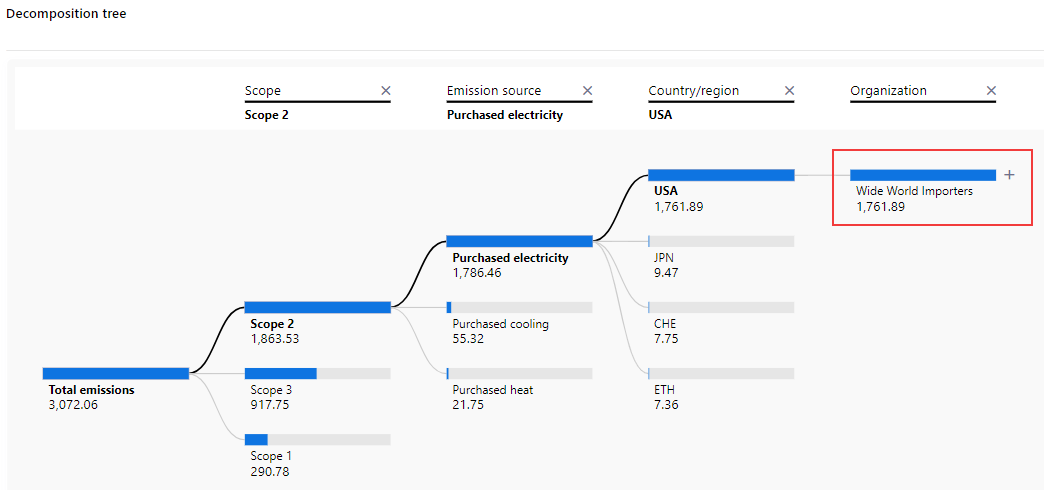 Decomposition tree
Scope
Scope 2
Emission source
Purchased electricity
Country/region
USA
Organization
Total emissions
3,072.06
Scope 2
1,863.53
Scope 3
917.75
Scope 1
290.78
Purchased electricity
1,786.46
Purchased cooling
55.32
Purchased heat
21.75
USA
1,761.89
JPN
9.47
CHE
7.75
ETH
7.36
Wide World Importers
1,761.89